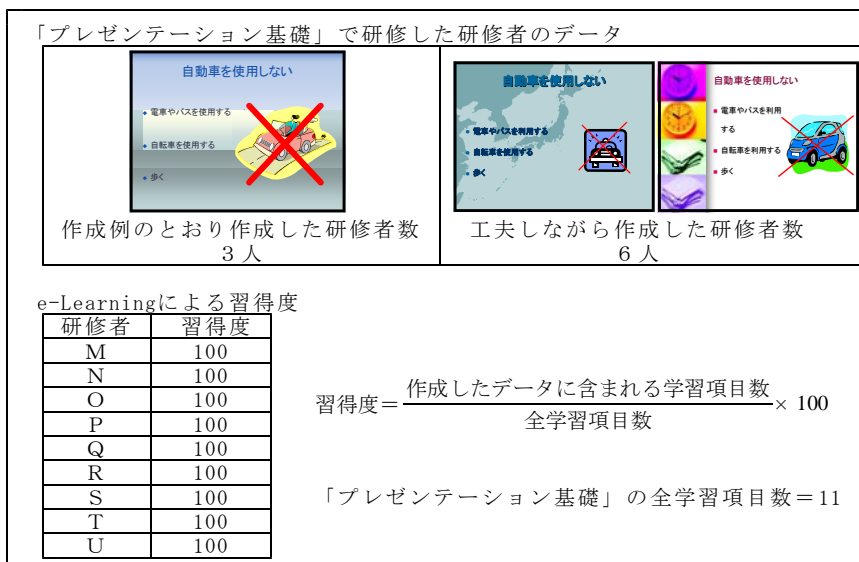 「プレゼンテーション基礎」で研修した研修者のデータ
自動車を使用しない
電車やバスを使用する
自転車を使用する
歩く
自動車を使用しない
電車やバスを利用する
自転車を使用する
歩く
自動車を使用しない
電車やバスを利用
する
自転車を利用する
歩く
作成例のとおり作成した研修者数
3人
工夫しながら作成した研修者数
6人
e-Learningによる習得度
研修者 習得度
M 100
N 100
O 100
P 100
Q 100
R 100
S 100
T 100
U 100
習得度＝作成したデータに含まれる学習項目数/全学習項目数× 100
「プレゼンテーション基礎」の全学習項目数＝11